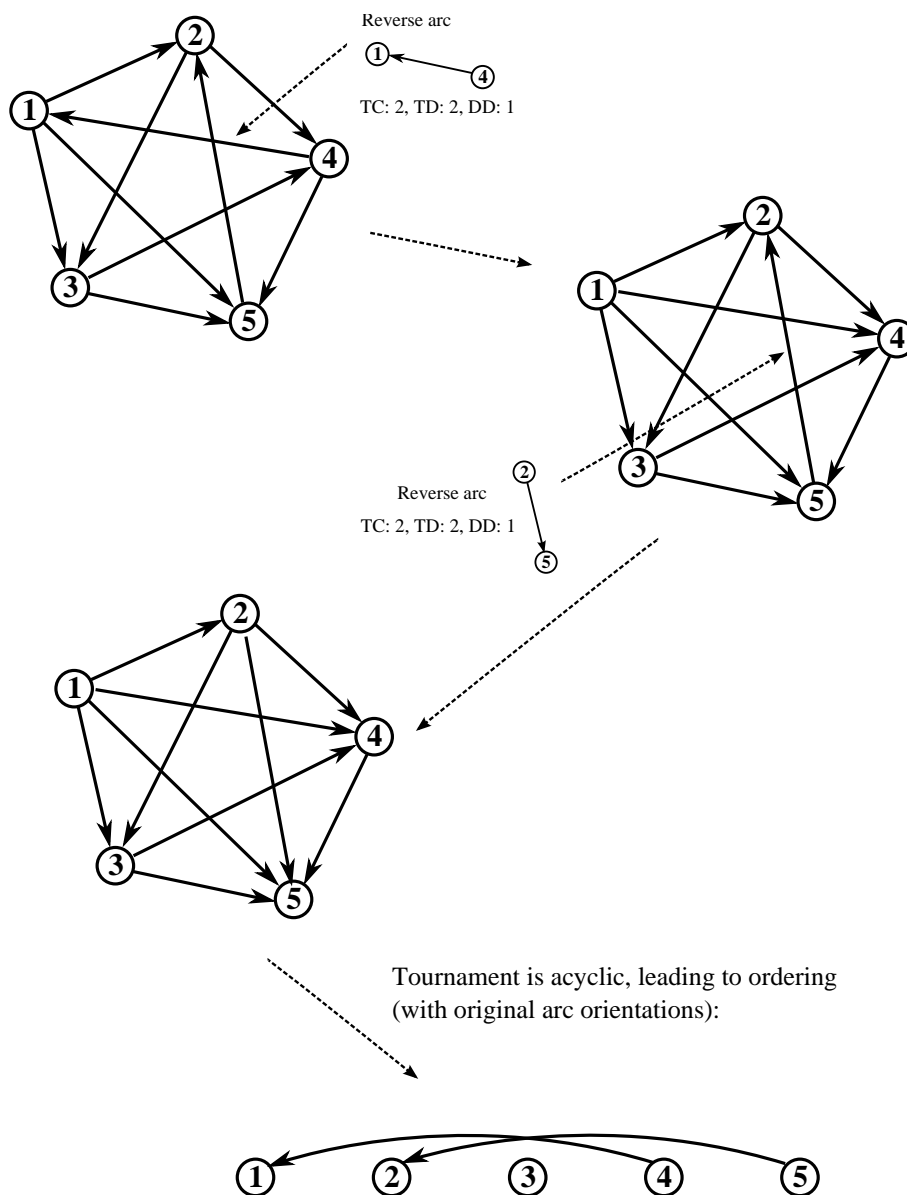 Reverse arc
1
4
TC: 2, TD: 2, DD: 1
2
1
4
3
5
2
1
4
3
5
2
Reverse arc
TC: 2, TD: 2, DD: 1
5
2
1
4
3
5
Tournament is acyclic, leading to ordering
(with original arc orientations):
1 2 3 4 5